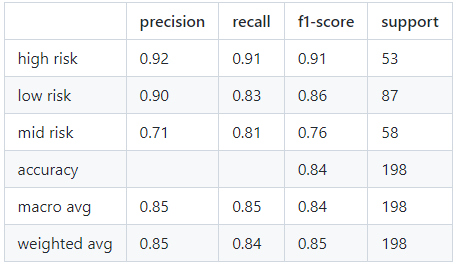 precision recall f1-score support
high risk 0.92 0.91 0.91 53
low risk 0.90 0.83 0.86 87
mid risk 0.71 0.81 0.76 58
accuracy 0.84 198
macro avg 0.85 0.85 0.84 198
weighted avg 0.85 0.84 0.85 198